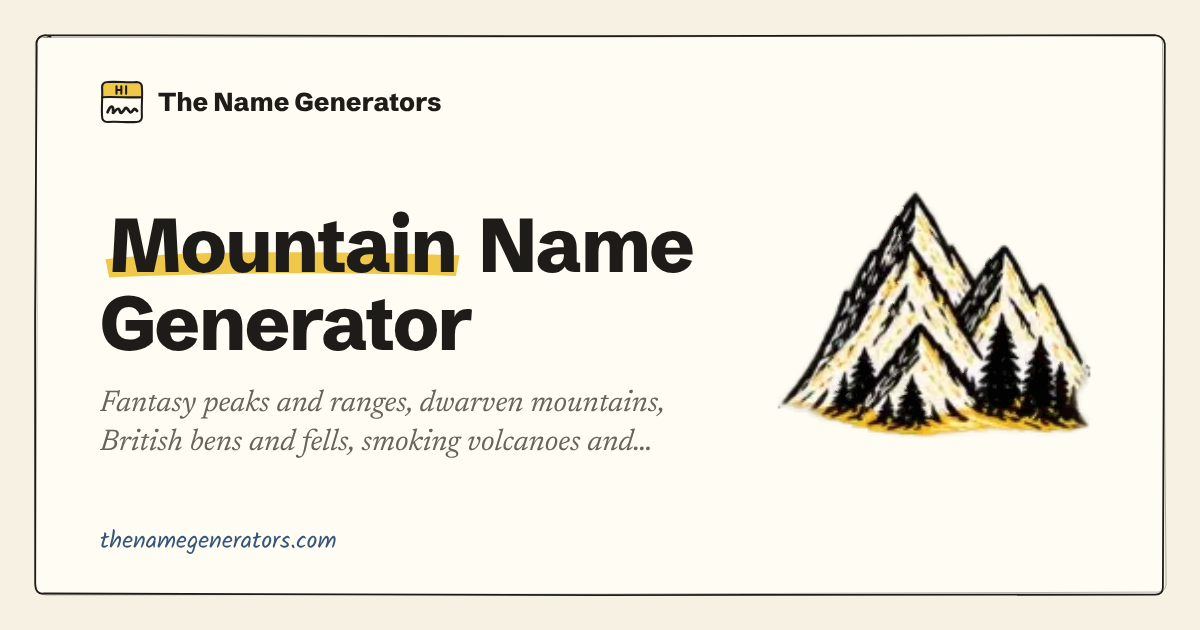 HI
The Name Generators
Mountain Name
Generator
Fantasy peaks and ranges, dwarven mountains,
British bens and fells, smoking volcanoes and...
thenamegenerators.com